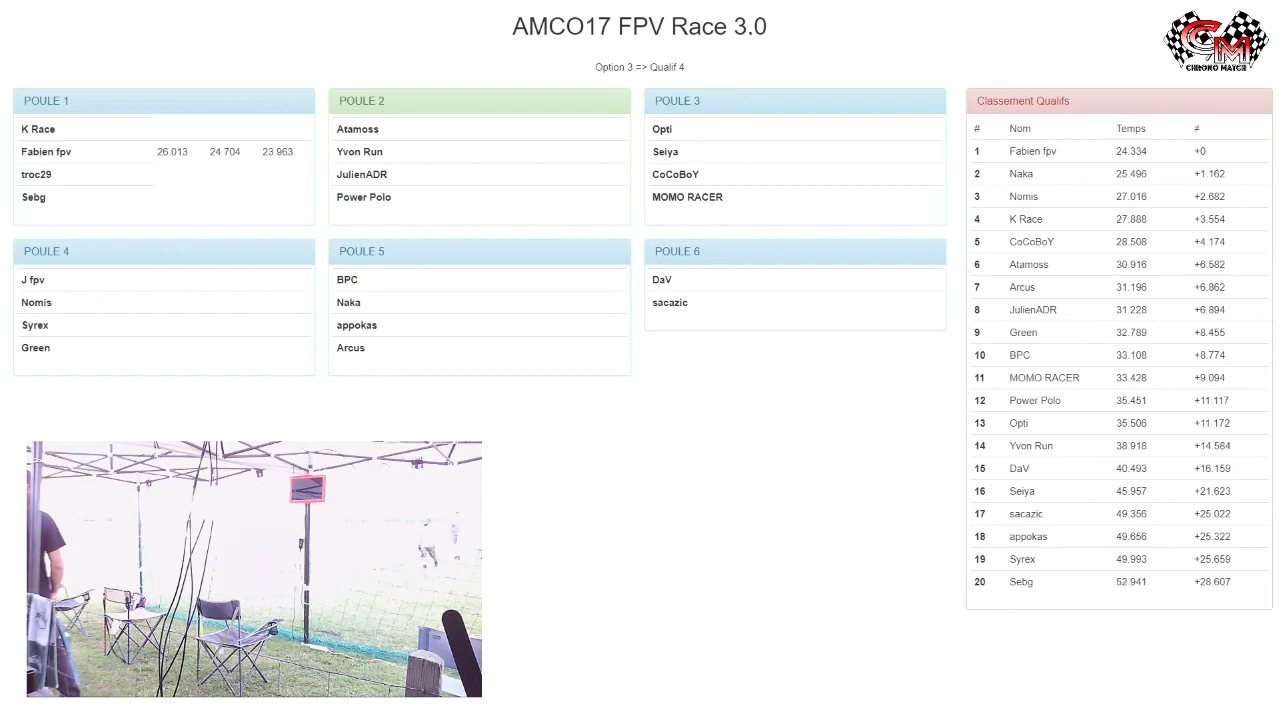 AMCO17 FPV Race 3.0
CM
CHRONO MATCH
Option 3 => Qualif 4
POULE 1
K Race
Fabien fpv 26.013 24 704 23.963
troc29
Sebg
POULE 2
Atamoss
Yvon Run
JulienADR
Power Polo
POULE 3
Opti
Seiya
CoCoBoY
MOMO RACER
POULE 4
J fpv
Nomis
Syrex
Green
POULE 5
BPC
Naka
appokas
Arcus
POULE 6
DaV
sacazic
Classement Qualifs
# Nom Temps ≠
1 Fabien fpv 24.334 +0
2 Naka 25.496 +1.162
3 Nomis 27.016 +2.682
4 K Race 27.888 +3.554
5 CoCoBoY 28.508 +4.174
6 Atamoss 30.916 +6.582
7 Arcus 31.196 +6.862
8 JulienADR 31.228 +6.894
9 Green 32.789 +8.455
10 BPC 33.108 +8.774
11 MOMO RACER 33.428 +9.094
12 Power Polo 35.451 +11.117
13 Opti 35.506 +11.172
14 Yvon Run 38.918 +14.584
15 DaV 40.493 +16.159
16 Seiya 45.957 +21.623
17 sacazic 49.356 +25.022
18 appokas 49.656 +25.322
19 Syrex 49.993 +25.659
20 Sebg 52.941 +28.607